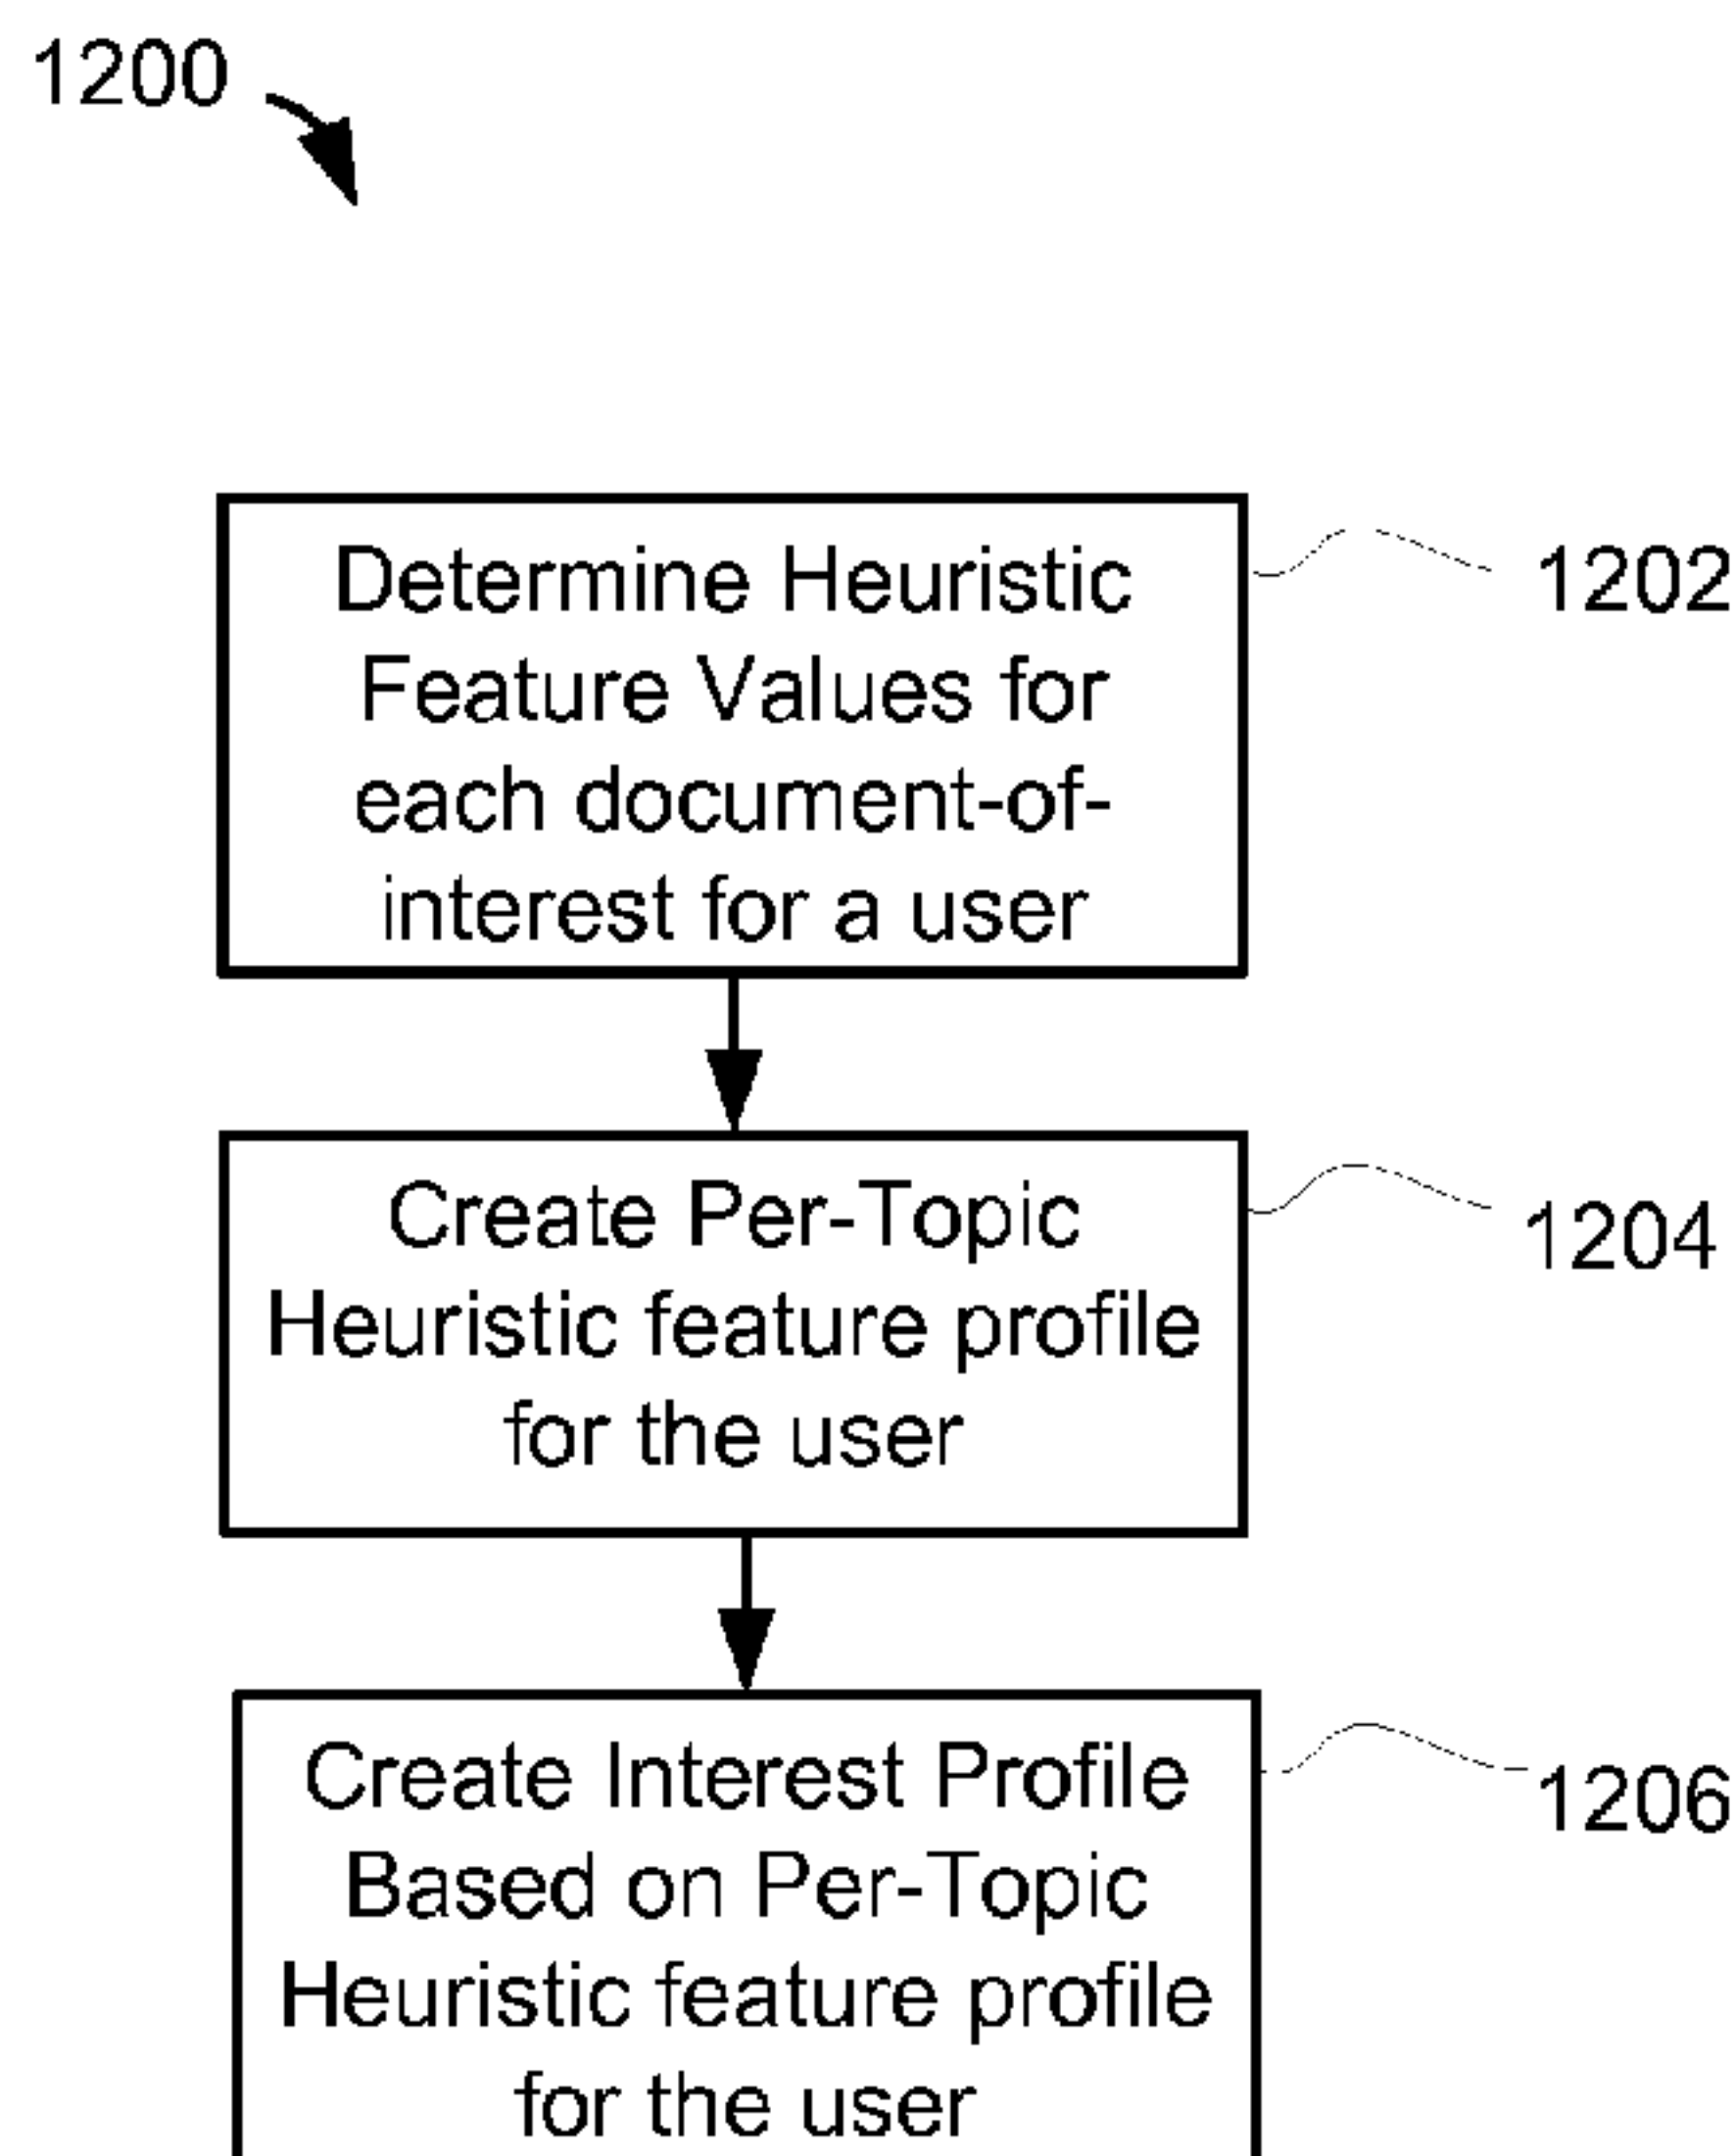 1200
Determine Heuristic
Feature Values for
each document-of-
interest for a user
1202
Create Per-Topic
Heuristic feature profile
for the user
1204
Create Interest Profile
Based on Per-Topic
Heuristic feature profile
for the user
1206